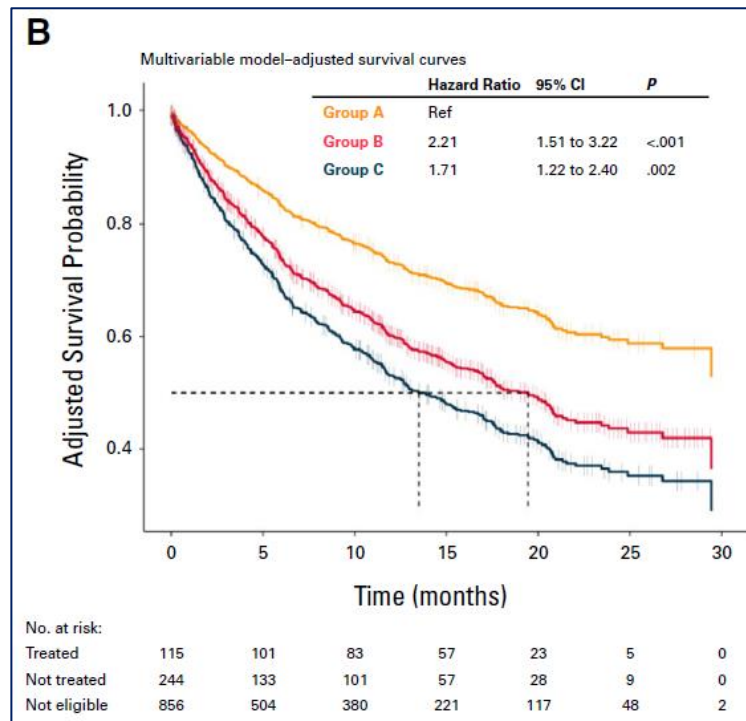 B
Multivariable model–adjusted survival curves
Hazard Ratio 95% CI P
Group A Ref
Group B 2.21 1.51 to 3.22 <.001
Group C 1.71 1.22 to 2.40 .002
Adjusted Survival Probability
1.0
0.8
0.6
0.4
0 5 10 15 20 25 30
Time (months)
No. at risk:
Treated 115 101 83 57 23 5 0
Not treated 244 133 101 57 28 9 0
Not eligible 856 504 380 221 117 48 2